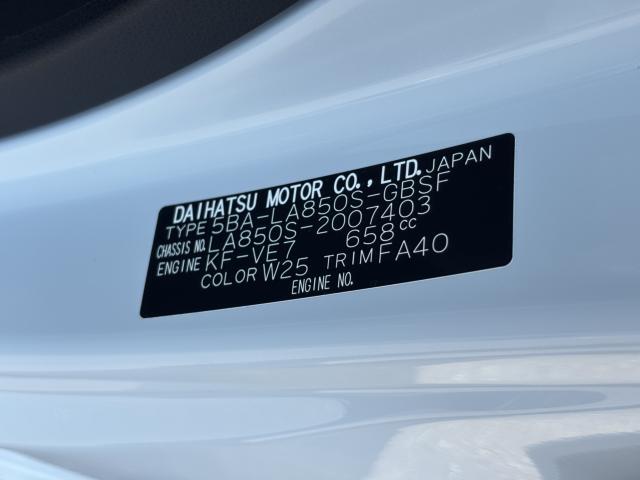 DAIHATSU MOTOR CO.,LTD.JAPAN
TYPE 5BA-LA850S-GBSF
CHASSIS NO. LA850S-2007403
ENGINE KF-VE7 658cc
COLOR W25 TRIM FA40
ENGINE NO.